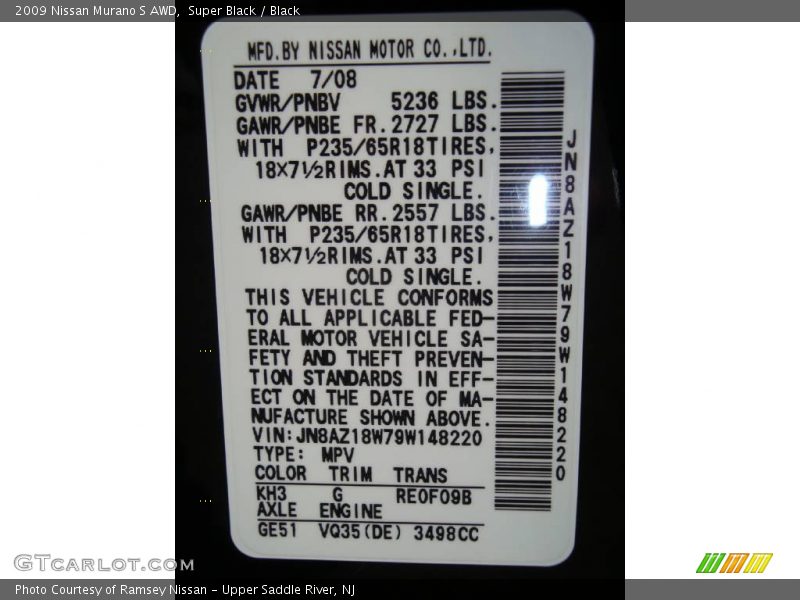 2009 Nissan Murano S AWD,  Super Black / Black
MFD.BY NISSAN MOTOR CO.,LTD.
DATE 7/08
GVWR/PNBV 5236 LBS.
GAWR/PNBE FR.2727 LBS.
WITH P235/65R18TIRES,
18X7½RIMS.AT 33 PSI
COLD SINGLE.
GAWR/PNBE RR.2557 LBS.
WITH P235/65R18TIRES,
18X7½RIMS.AT 33 PSI
COLD SINGLE.
THIS VEHICLE CONFORMS
TO ALL APPLICABLE FED-
ERAL MOTOR VEHICLE SA-
FETY AND THEFT PREVEN-
TION STANDARDS IN EFF-
ECT ON THE DATE OF MA-
NUFACTURE SHOWN ABOVE.
VIN:JN8AZ18W79W148220
TYPE: MPV
COLOR TRIM TRANS
KH3 G RE0F09B
AXLE ENGINE
GE51 VQ35(DE) 3498CC
JN8AZ18W79W148220
GTCARLOT.COM
Photo Courtesy of Ramsey Nissan - Upper Saddle River, NJ